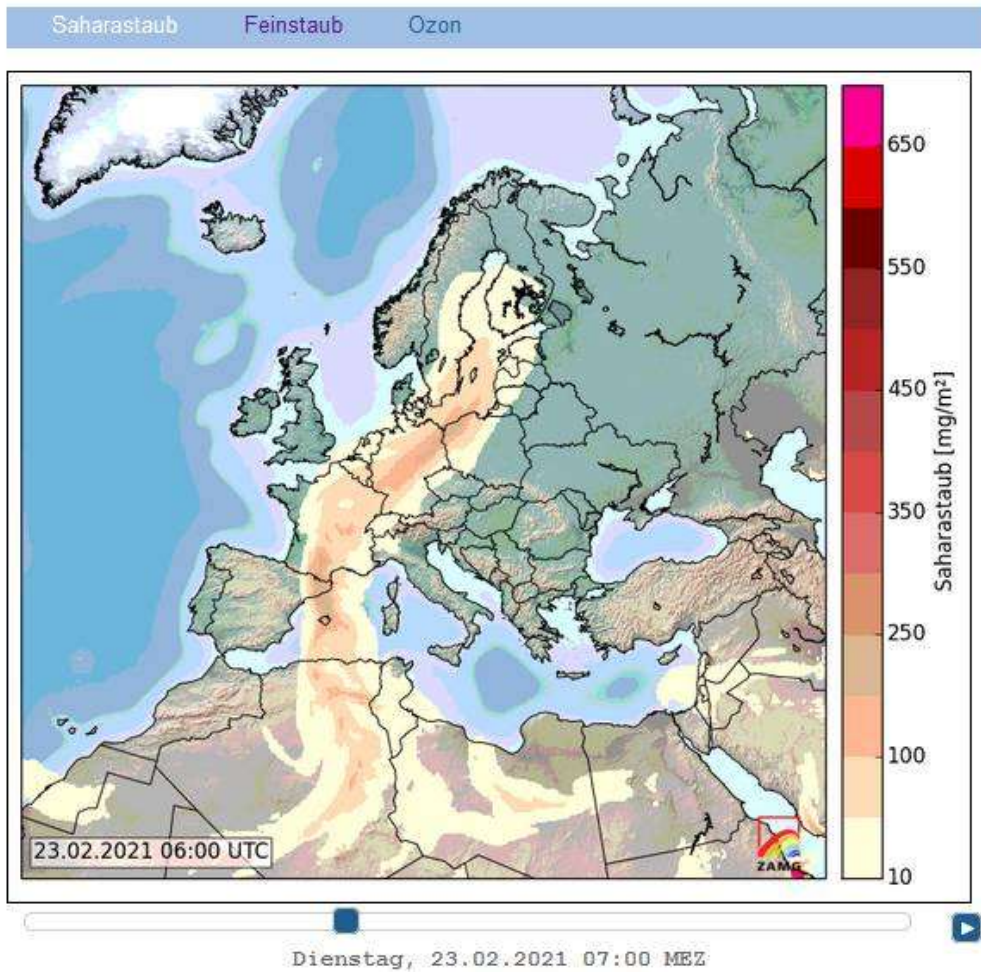 Saharastaub Feinstaub Ozon
650
550
450
350
250
100
10
Saharastaub [mg/m²]
23.02.2021 06:00 UTC
ZAMG
Dienstag, 23.02.2021 07:00 MEZ